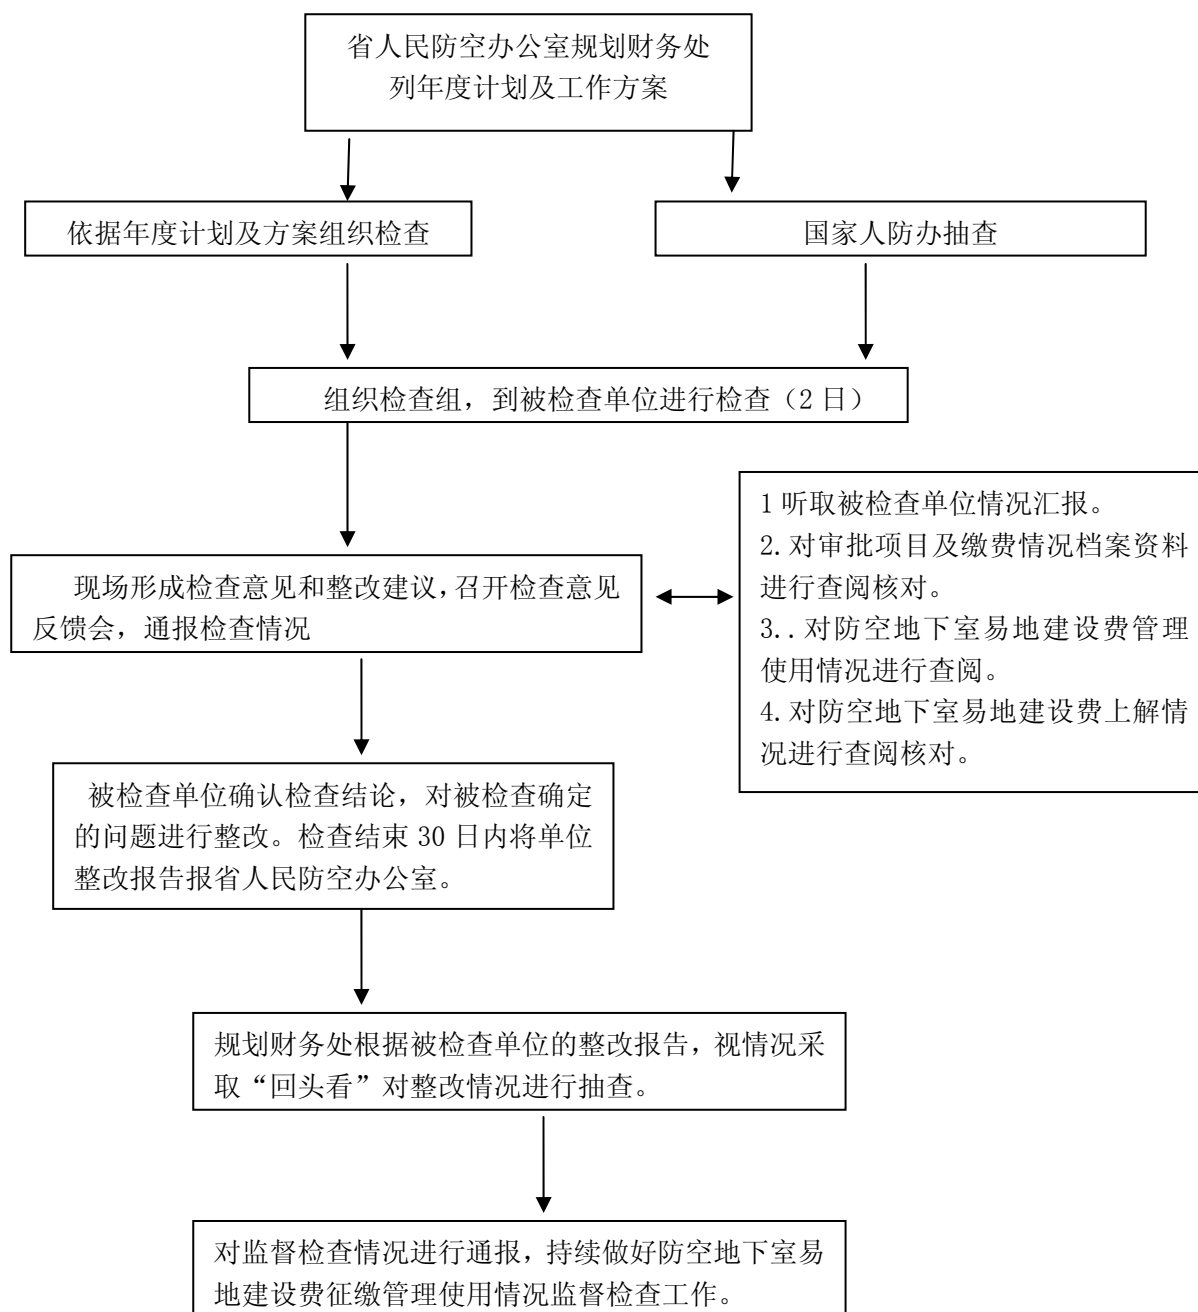 省人民防空办公室规划财务处
列年度计划及工作方案
依据年度计划及方案组织检查
国家人防办抽查
组织检查组，到被检查单位进行检查（2 日）
1 听取被检查单位情况汇报。
2.对审批项目及缴费情况档案资料
进行查阅核对。
3..对防空地下室易地建设费管理
使用情况进行查阅。
4.对防空地下室易地建设费上解情
况进行查阅核对。
现场形成检查意见和整改建议，召开检查意见
反馈会，通报检查情况
被检查单位确认检查结论，对被检查确定
的问题进行整改。检查结束 30 日内将单位
整改报告报省人民防空办公室。
规划财务处根据被检查单位的整改报告，视情况采
取“回头看”对整改情况进行抽查。
对监督检查情况进行通报，持续做好防空地下室易
地建设费征缴管理使用情况监督检查工作。